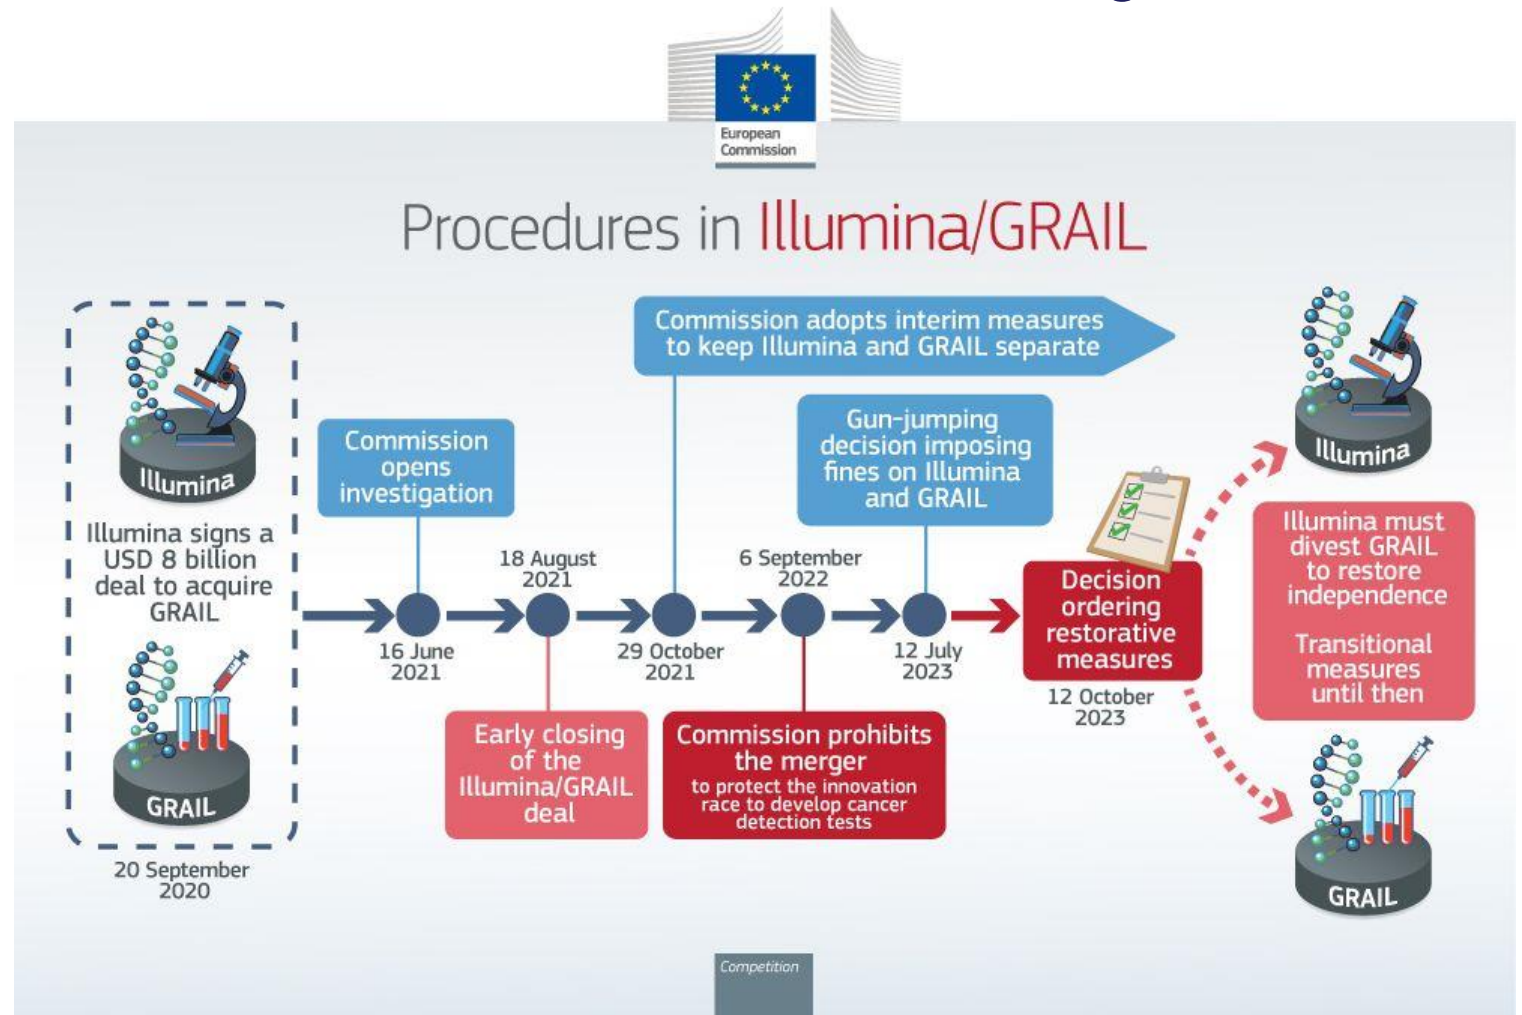 European
Commission
Procedures in Illumina/GRAIL
Illumina
Illumina signs a
USD 8 billion
deal to acquire
GRAIL
GRAIL
20 September
2020
Commission
opens
investigation
16 June
2021
18 August
2021
Early closing
of the
Illumina/GRAIL
deal
Commission adopts interim measures
to keep Illumina and GRAIL separate
29 October
2021
6 September
2022
Commission prohibits
the merger
to protect the innovation
race to develop cancer
detection tests
Gun-jumping
decision imposing
fines on Illumina
and GRAIL
12 July
2023
Decision
ordering
restorative
measures
12 October
2023
Illumina
Illumina must
divest GRAIL
to restore
independence
Transitional
measures
until then
GRAIL
Competition